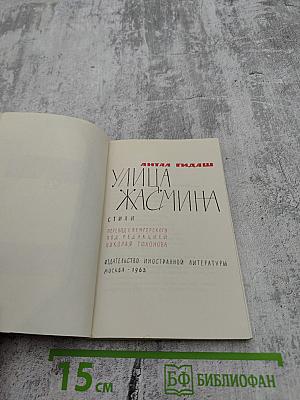 АНТАЛ ГИДАШ
УЛИЦА
ЖАСМИНА
СТИХИ
ПЕРЕВОД С ВЕНГЕРСКОГО
ПОД РЕДАКЦИЕЙ
НИКОЛАЯ ТИХОНОВА
ИЗДАТЕЛЬСТВО ИНОСТРАННОЙ ЛИТЕРАТУРЫ
МОСКВА - 1962
15 СМ
БФ БИБЛИОФАН